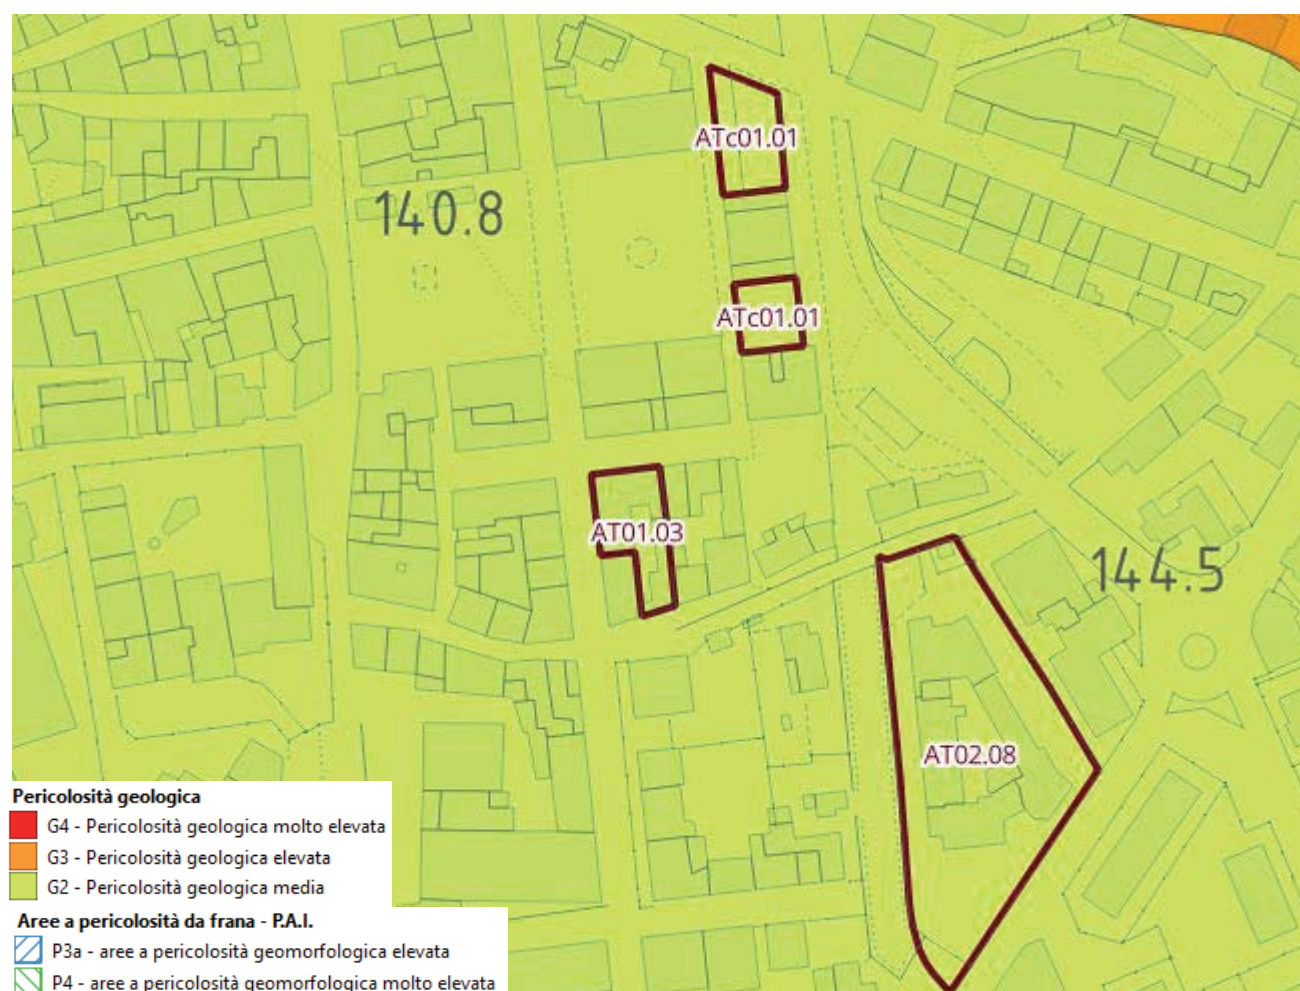 ATc01.01
140.8
ATc01.01
AT01.03
144.5
AT02.08
Pericolosità geologica
G4 - Pericolosità geologica molto elevata
G3 - Pericolosità geologica elevata
G2 - Pericolosità geologica media
Aree a pericolosità da frana - P.A.I.
P3a - aree a pericolosità geomorfologica elevata
P4 - aree a pericolosità geomorfologica molto elevata